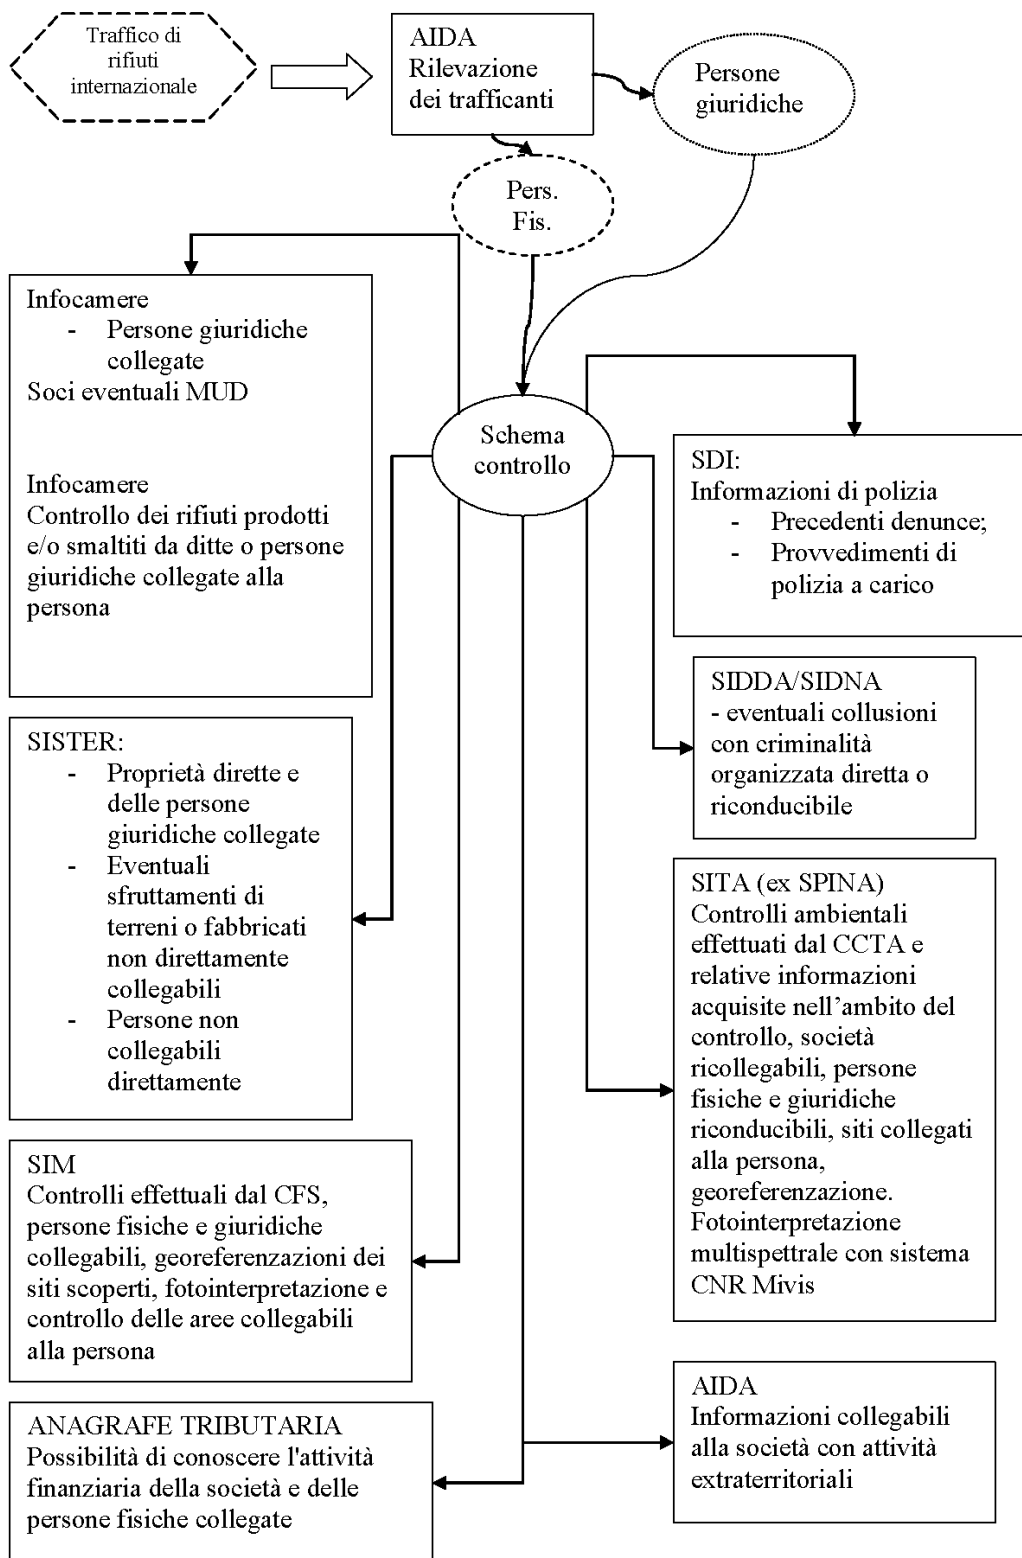 Traffico di
rifiuti
internazionale
AIDA
Rilevazione
dei trafficanti
Persone
giuridiche
Pers.
Fis.
Infocamere
- Persone giuridiche
collegate
Soci eventuali MUD
Infocamere
Controllo dei rifiuti prodotti
e/o smaltiti da ditte o persone
giuridiche collegate alla
persona
Schema
controllo
SDI:
Informazioni di polizia
- Precedenti denunce;
- Provvedimenti di
polizia a carico
SIDDA/SIDNA
- eventuali collusioni
con criminalità
organizzata diretta o
riconducibile
SISTER:
- Proprietà dirette e
delle persone
giuridiche collegate
- Eventuali
sfruttamenti di
terreni o fabbricati
non direttamente
collegabili
- Persone non
collegabili
direttamente
SITA (ex SPINA)
Controlli ambientali
effettuati dal CCTA e
relative informazioni
acquisite nell'ambito del
controllo, società
ricollegabili, persone
fisiche e giuridiche
riconducibili, siti collegati
alla persona,
georeferenzazione.
Fotointerpretazione
multispettrale con sistema
CNR Mivis
SIM
Controlli effettuali dal CFS,
persone fisiche e giuridiche
collegabili, georeferenzazioni dei
siti scoperti, fotointerpretazione e
controllo delle aree collegabili
alla persona
AIDA
Informazioni collegabili
alla società con attività
extraterritoriali
ANAGRAFE TRIBUTARIA
Possibilità di conoscere l'attività
finanziaria della società e delle
persone fisiche collegate